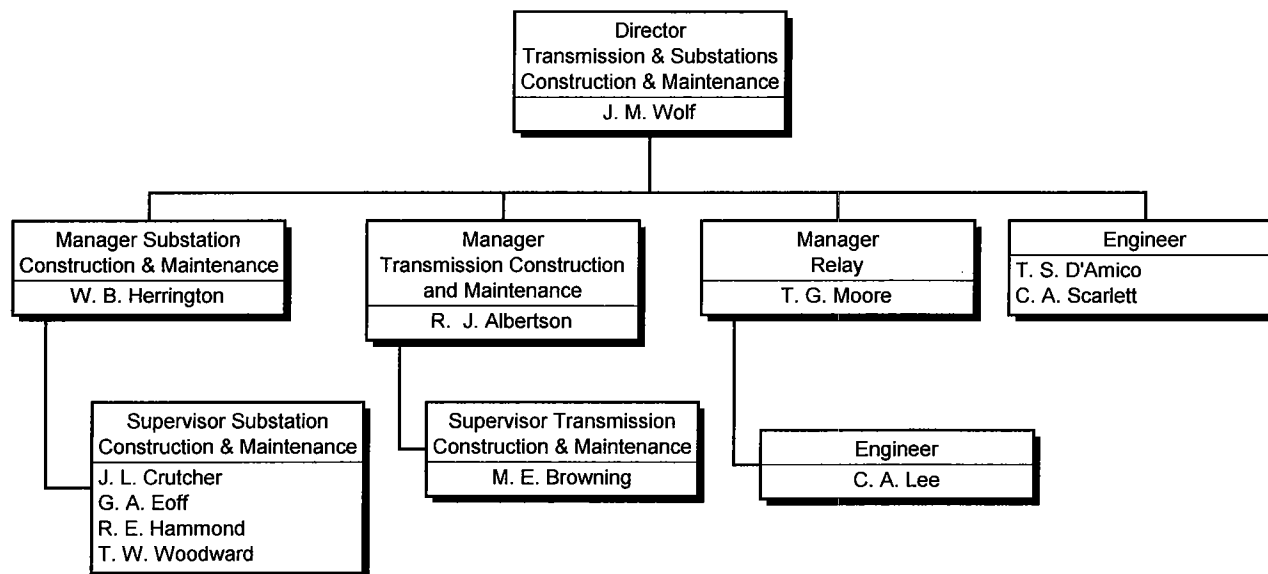 Director
Transmission & Substations
Construction & Maintenance
J. M. Wolf
Manager Substation
Construction & Maintenance
W. B. Herrington
Manager
Transmission Construction
and Maintenance
R. J. Albertson
Manager
Relay
T. G. Moore
Engineer
T. S. D'Amico
C. A. Scarlett
Supervisor Substation
Construction & Maintenance
J. L. Crutcher
G. A. Eoff
R. E. Hammond
T. W. Woodward
Supervisor Transmission
Construction & Maintenance
M. E. Browning
Engineer
C. A. Lee